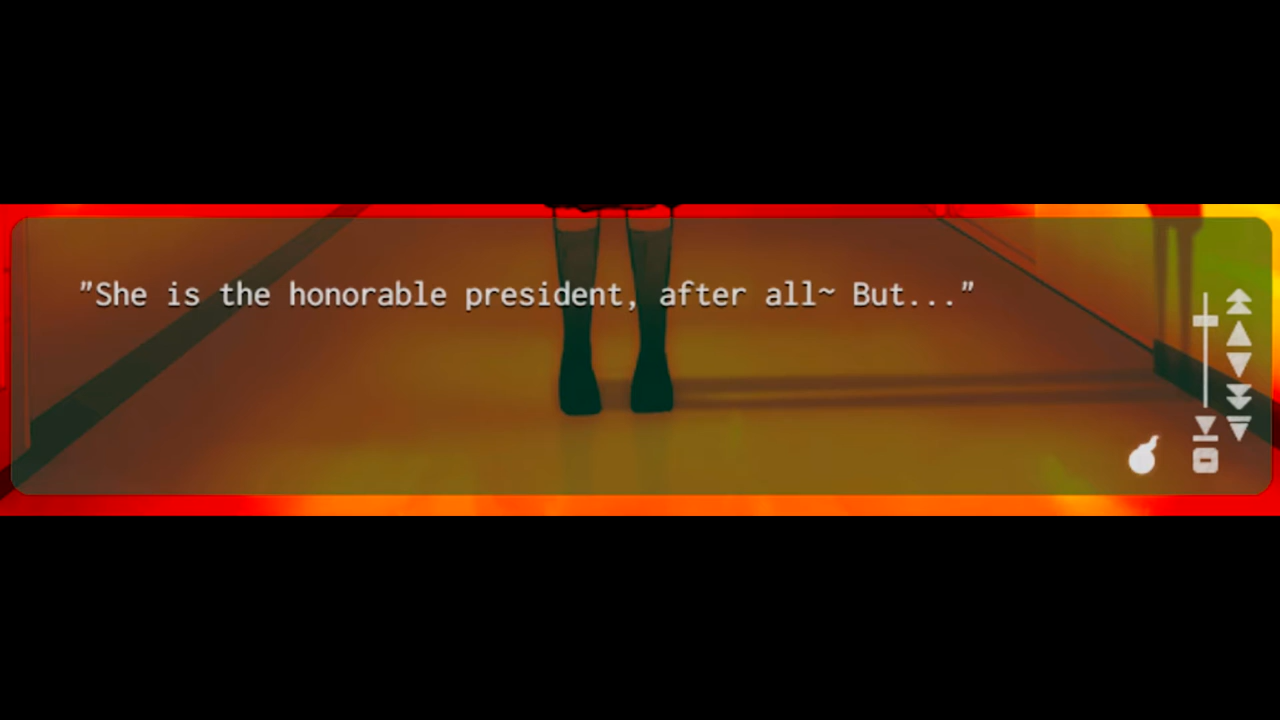 "She is the honorable president, after all~ But..."